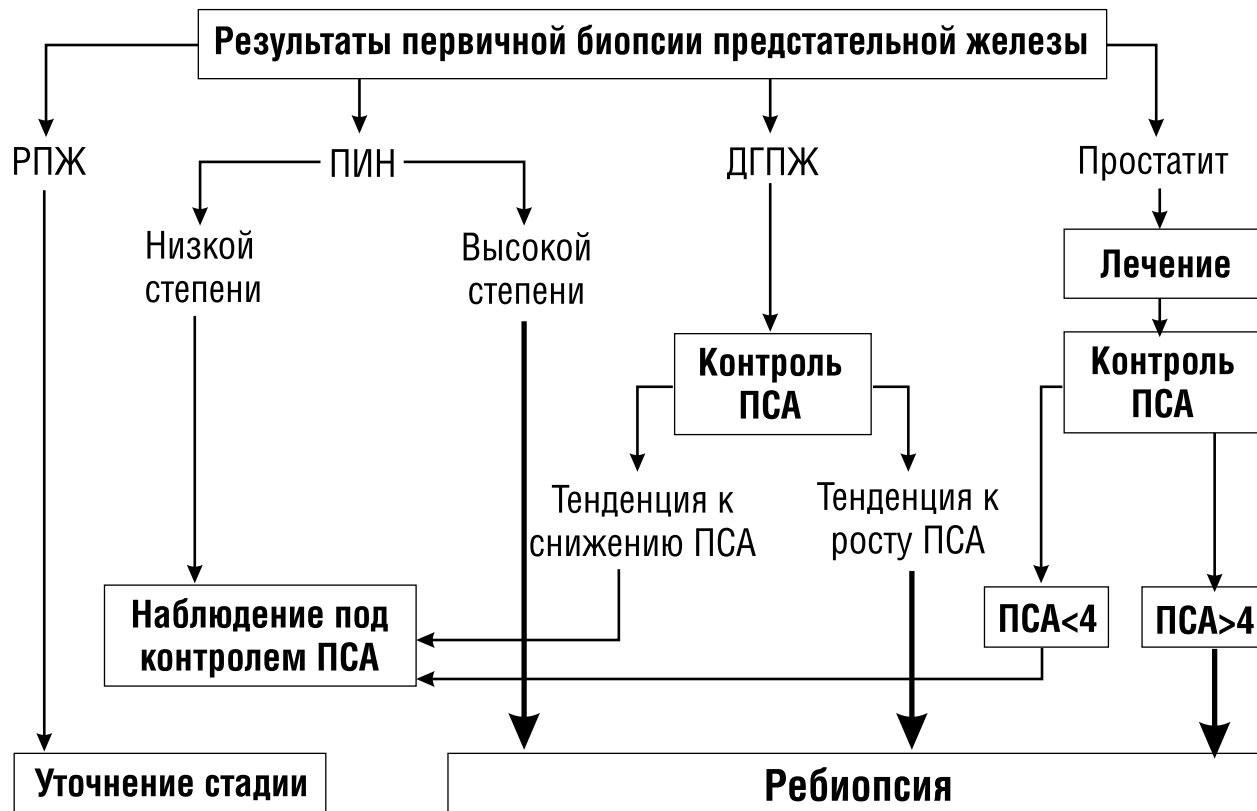 Результаты первичной биопсии предстательной железы
РПЖ
ПИН
ДГПЖ
Простатит
Низкой
степени
Высокой
степени
Лечение
Контроль
ПСА
Контроль
ПСА
Тенденция к
снижению ПСА
Тенденция к
росту ПСА
Наблюдение под
контролем ПСА
ПСА<4
ПСА>4
Уточнение стадии
Ребиопсия